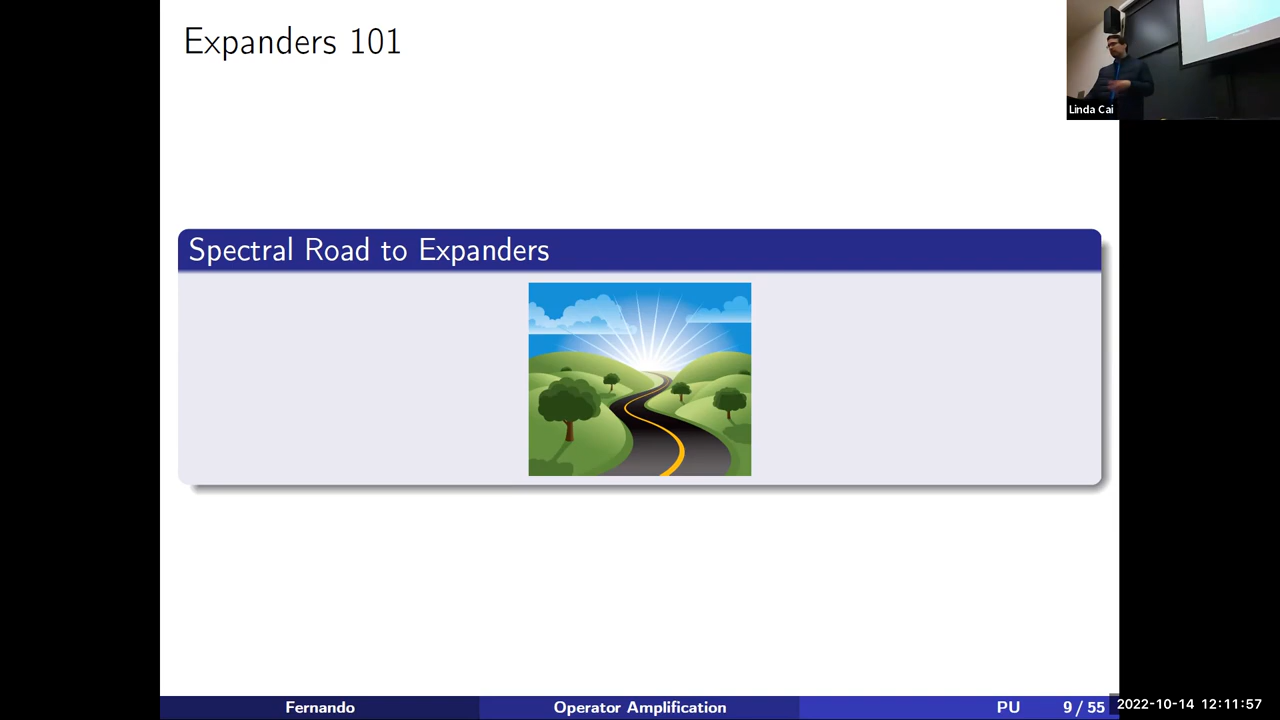 Expanders 101
Linda Cai
Spectral Road to Expanders
Fernando
Operator Amplification
PU
9 / 55
2022-10-14 12:11:57